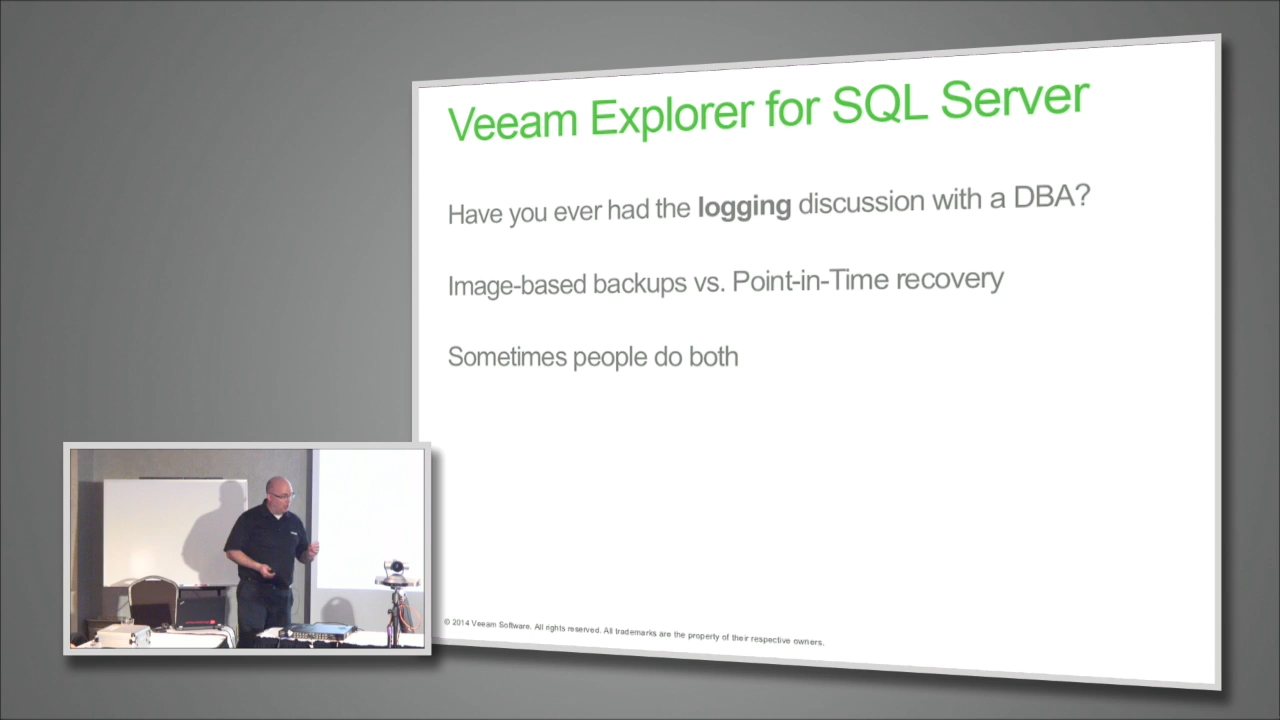 Veeam Explorer for SQL Server
Have you ever had the logging discussion with a DBA?
Image-based backups vs. Point-in-Time recovery
Sometimes people do both
© 2014 Veeam Software. All rights reserved. All trademarks are the property of their respective owners.